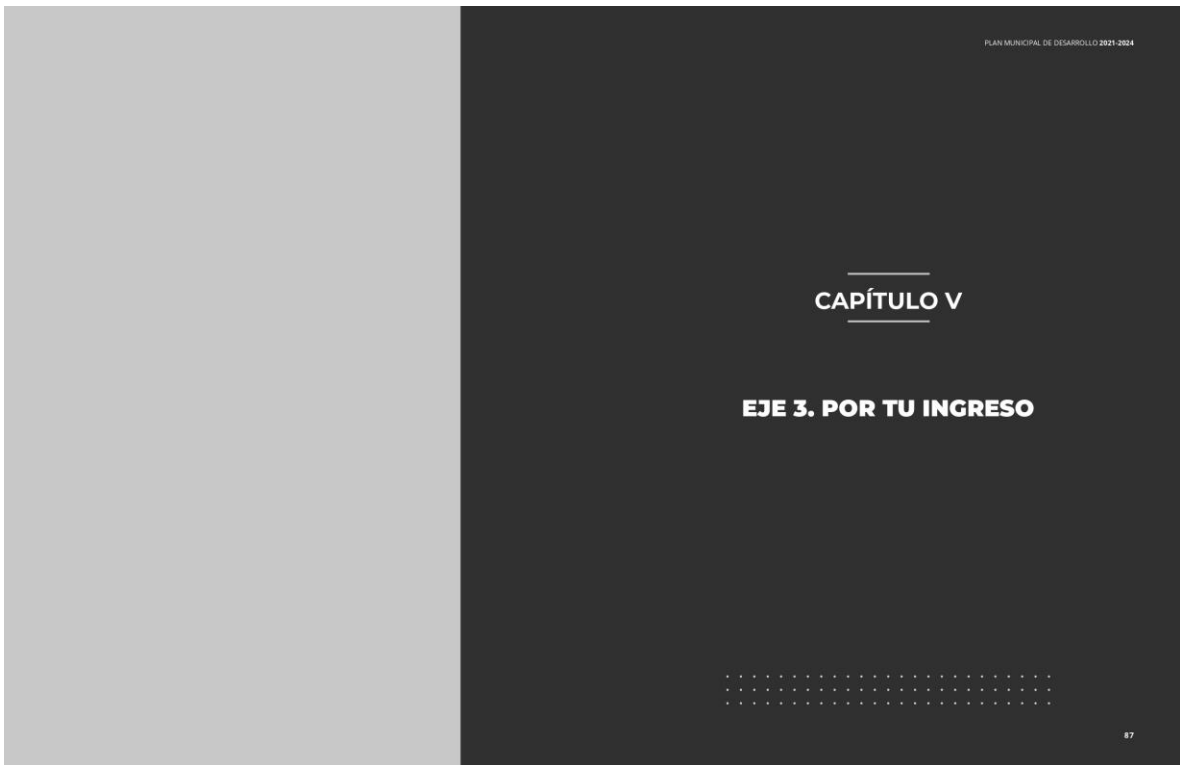 PLAN MUNICIPAL DE DESARROLLO 2021-2024
CAPÍTULO V
EJE 3. POR TU INGRESO
87